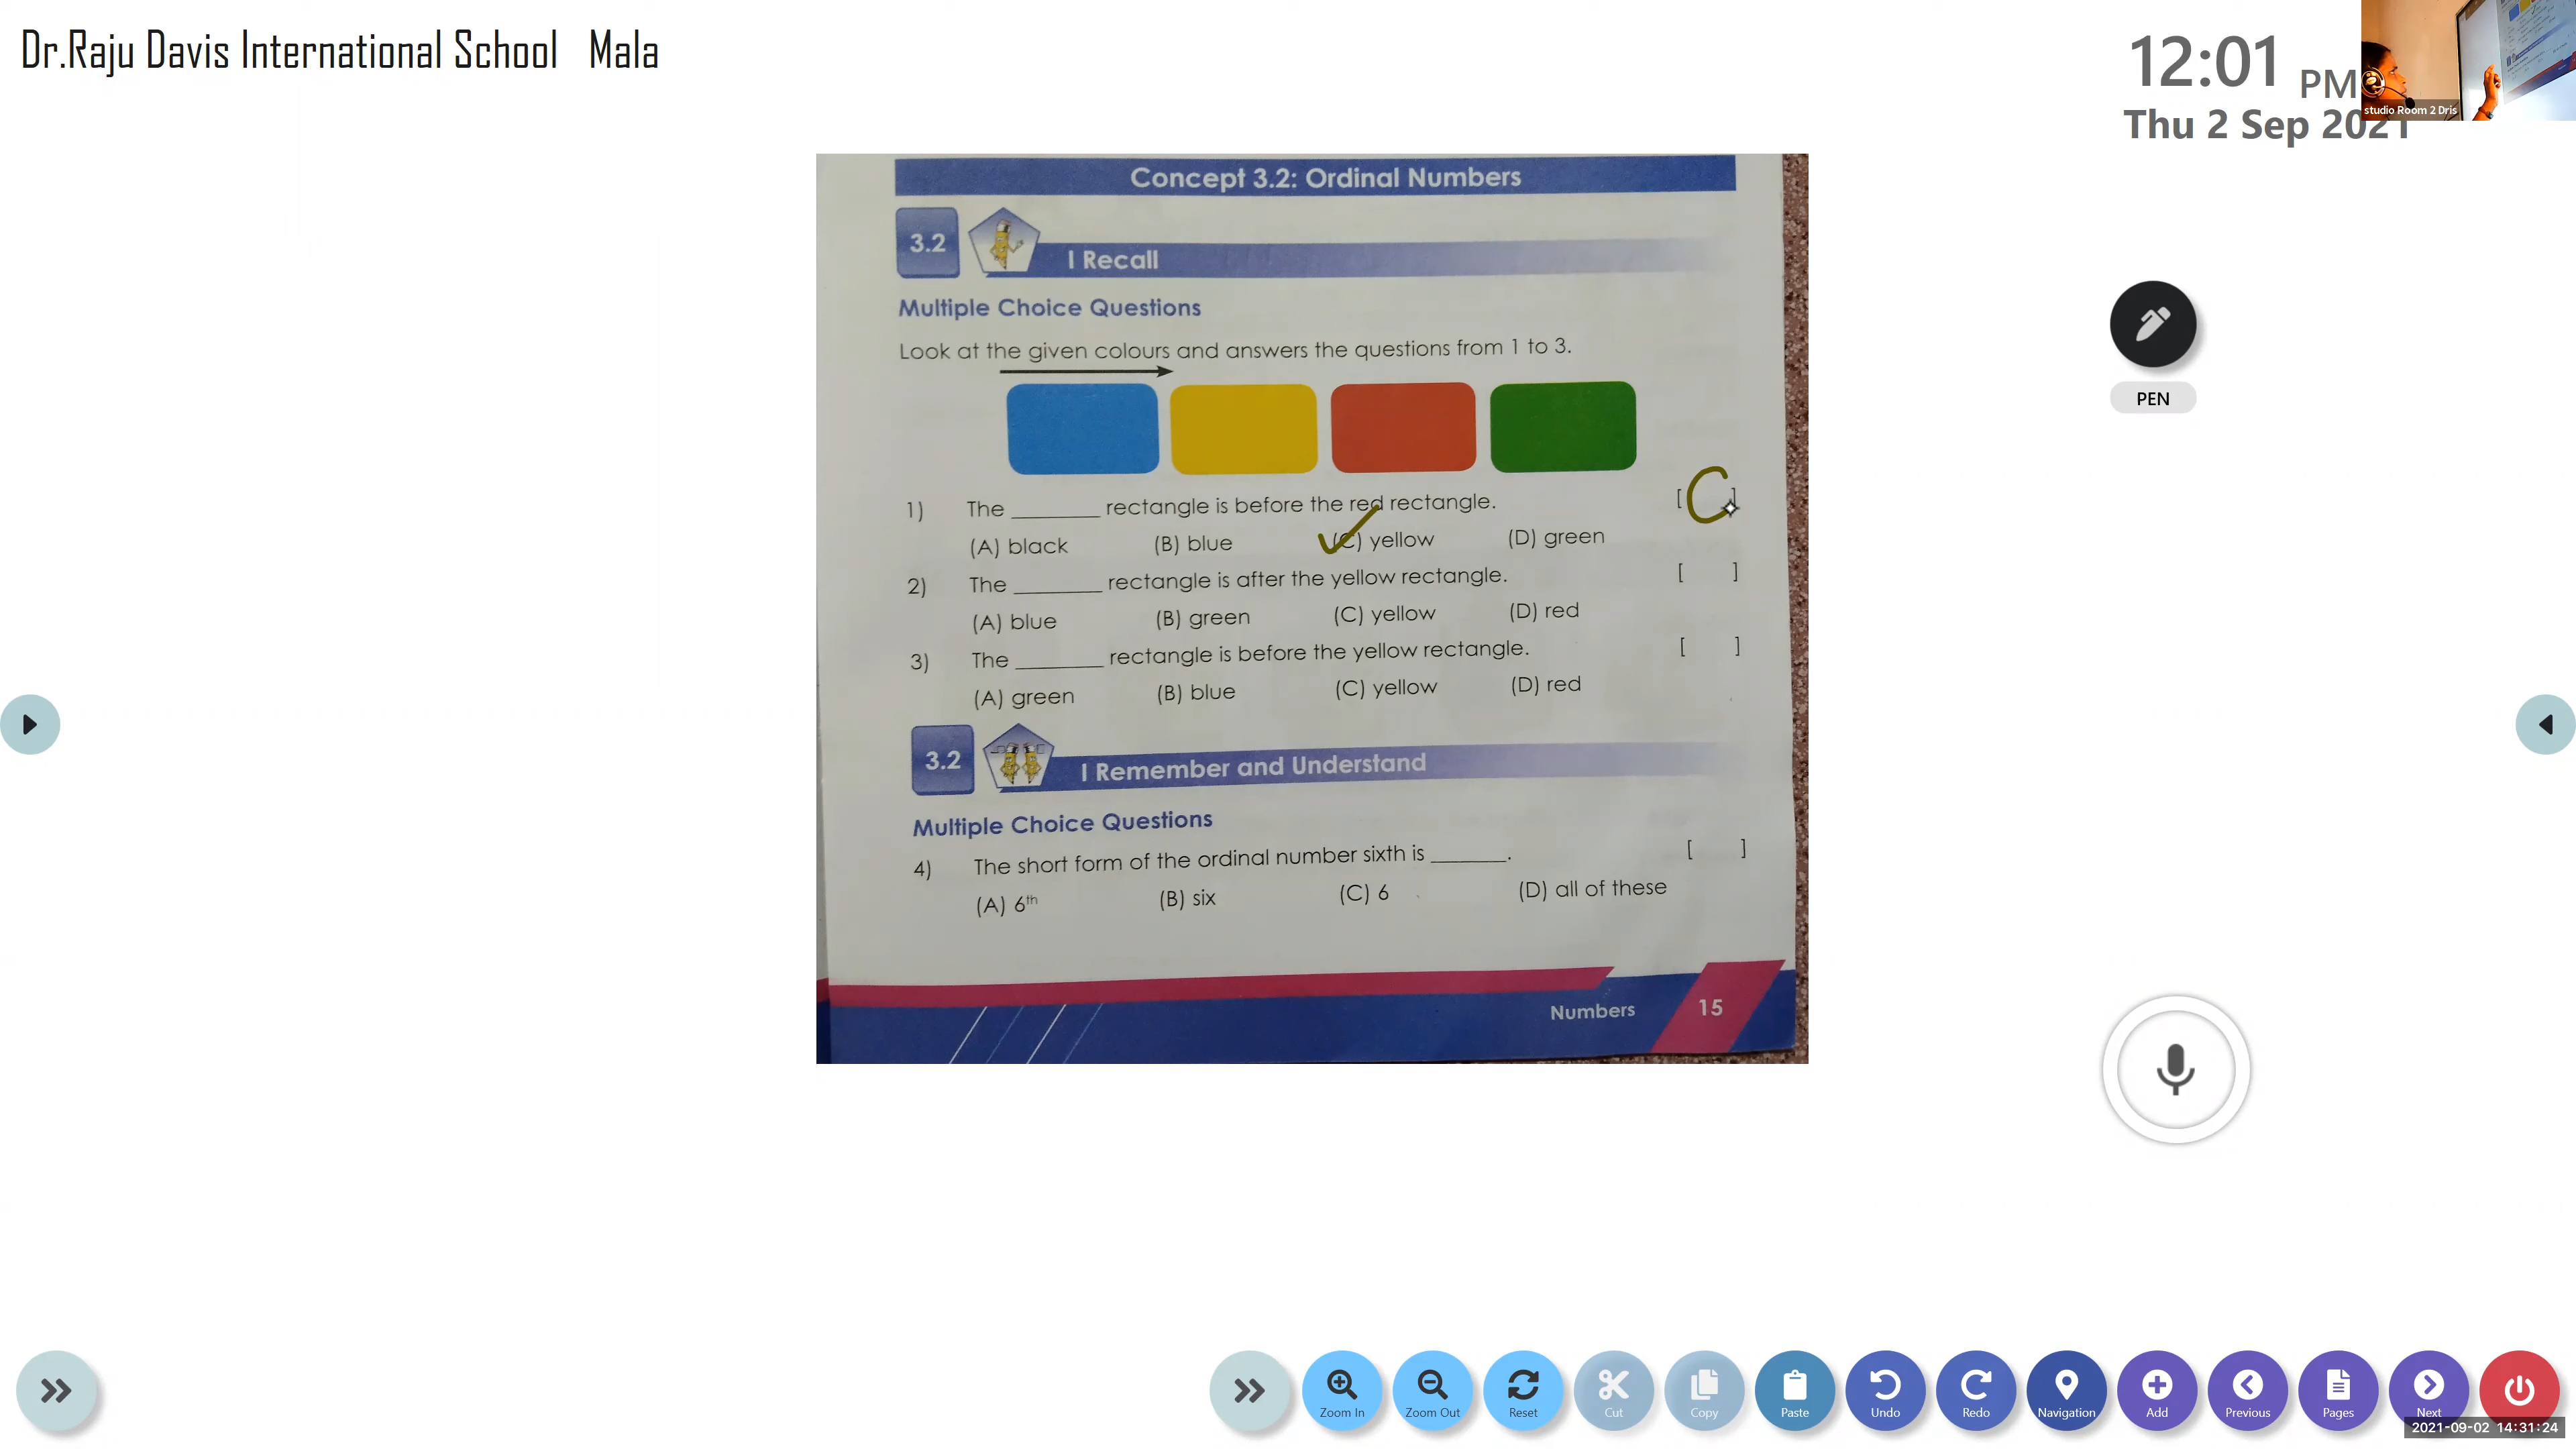 Dr.Raju Davis International School Mala
12:01 PM
Thu 2 Sep 2021
studio Room 2 Dris
Concept 3.2: Ordinal Numbers
3.2
I Recall
Multiple Choice Questions
Look at the given colours and answers the questions from 1 to 3.
1) The ________ rectangle is before the red rectangle. [ C ]
(A) black (B) blue (C) yellow (D) green
2) The ________ rectangle is after the yellow rectangle. [ ]
(A) blue (B) green (C) yellow (D) red
3) The ________ rectangle is before the yellow rectangle. [ ]
(A) green (B) blue (C) yellow (D) red
3.2
I Remember and Understand
Multiple Choice Questions
4) The short form of the ordinal number sixth is _______. [ ]
(A) 6th (B) six (C) 6 (D) all of these
Numbers 15
PEN
Zoom In Zoom Out Reset Cut Copy Paste Undo Redo Navigation Add Previous Pages Next
2021-09-02 14:31:24